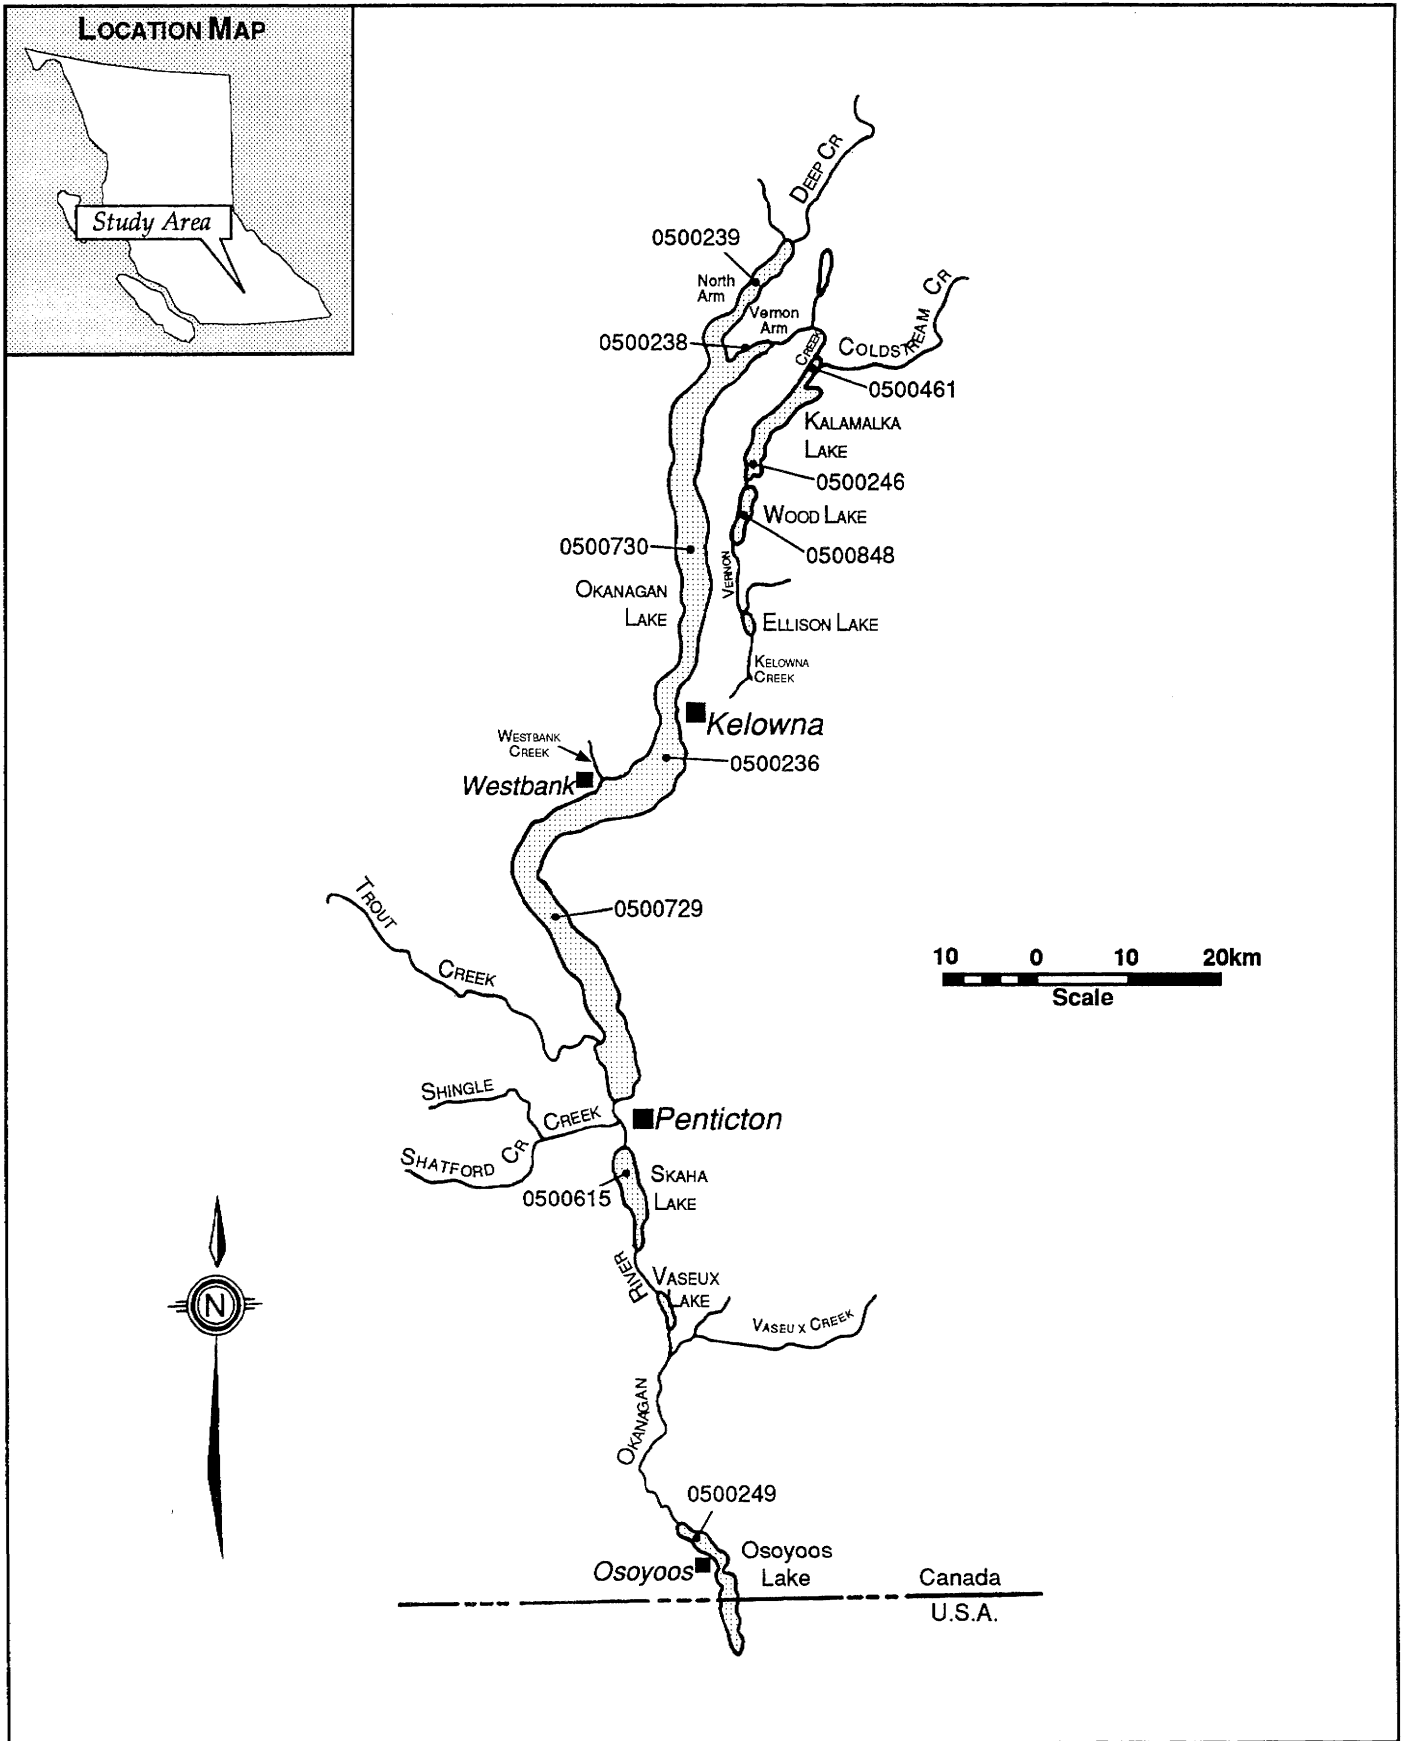 LOCATION MAP
Study Area
DEEP CR
0500239
North
Arm
Vernon
Arm
0500238
CREEK
COLDSTREAM CR
0500461
KALAMALKA
LAKE
0500246
WOOD LAKE
0500848
0500730
VERNON
OKANAGAN
LAKE
ELLISON LAKE
KELOWNA
CREEK
Kelowna
WESTBANK
CREEK
0500236
Westbank
TROUT
CREEK
0500729
10 0 10 20km
Scale
SHINGLE
CREEK
Penticton
SHATFORD CR
SKAHA
LAKE
0500615
RIVER
VASEUX
LAKE
VASEUX CREEK
N
OKANAGAN
0500249
Osoyoos
Osoyoos
Lake
Canada
U.S.A.